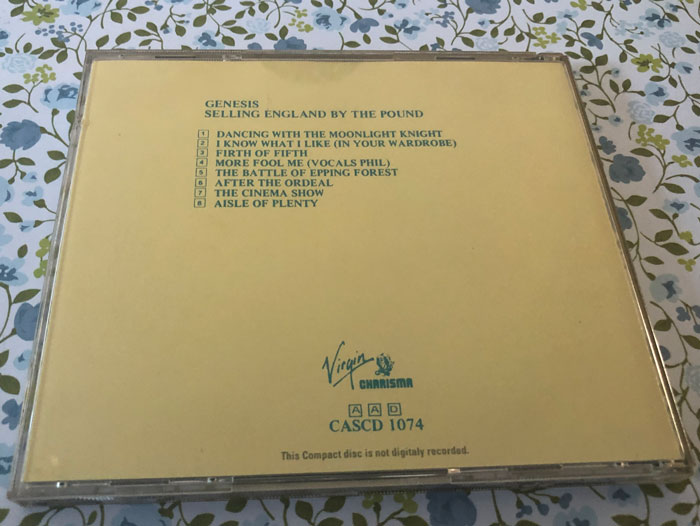 GENESIS
SELLING ENGLAND BY THE POUND
1 DANCING WITH THE MOONLIGHT KNIGHT
2 I KNOW WHAT I LIKE (IN YOUR WARDROBE)
3 FIRTH OF FIFTH
4 MORE FOOL ME (VOCALS PHIL)
5 THE BATTLE OF EPPING FOREST
6 AFTER THE ORDEAL
7 THE CINEMA SHOW
8 AISLE OF PLENTY
Virgin CHARISMA
A A D
CASCD 1074
This Compact disc is not digitaly recorded.